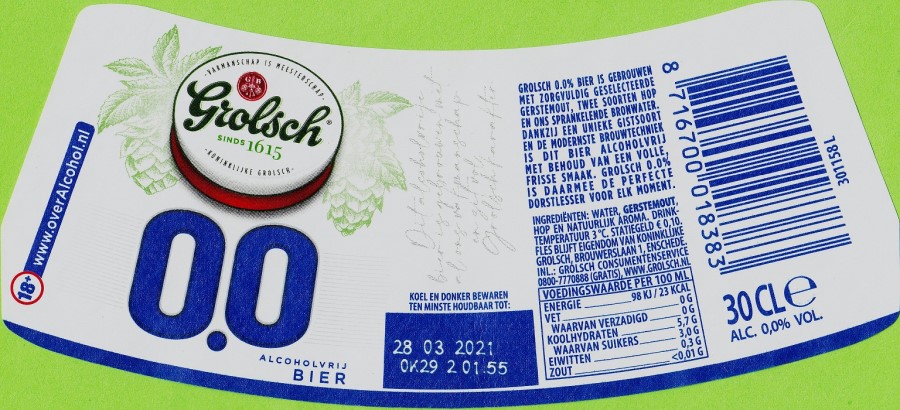 www.overAlcohol.nl
18+
VAKMANSCHAP IS MEESTERSCHAP
G B
Grolsch®
SINDS 1615
KONINKLIJKE GROLSCH
0.0
ALCOHOLVRIJ
BIER
Dit alcoholvrije
KOEL EN DONKER BEWAREN
TEN MINSTE HOUDBAAR TOT:
28 03 2021
0K29 2 01:55
GROLSCH 0.0% BIER IS GEBROUWEN
MET ZORGVULDIG GESELECTEERDE
GERSTEMOUT, TWEE SOORTEN HOP
EN ONS SPRANKELENDE BRONWATER.
DANKZIJ EEN UNIEKE GISTSOORT
EN DE MODERNSTE BROUWTECHNIEK
IS DIT BIER ALCOHOLVRIJ
MET BEHOUD VAN EEN VOLLE,
FRISSE SMAAK. GROLSCH 0.0%
IS DAARMEE DE PERFECTE
DORSTLESSER VOOR ELK MOMENT.
INGREDIËNTEN: WATER, GERSTEMOUT,
HOP EN NATUURLIJK AROMA. DRINK-
TEMPERATUUR 3 °C. STATIEGELD € 0,10.
FLES BLIJFT EIGENDOM VAN KONINKLIJKE
GROLSCH, BROUWERSLAAN 1, ENSCHEDE.
INL.: GROLSCH CONSUMENTENSERVICE
0800-7770888 (GRATIS), WWW.GROLSCH.NL
VOEDINGSWAARDE PER 100 ML
ENERGIE 98 KJ / 23 KCAL
VET 0 G
WAARVAN VERZADIGD 0 G
KOOLHYDRATEN 5,7 G
WAARVAN SUIKERS 3,0 G
EIWITTEN 0,3 G
ZOUT <0,01 G
8 716700 018383
30158L
30 CL e
ALC. 0,0% VOL.